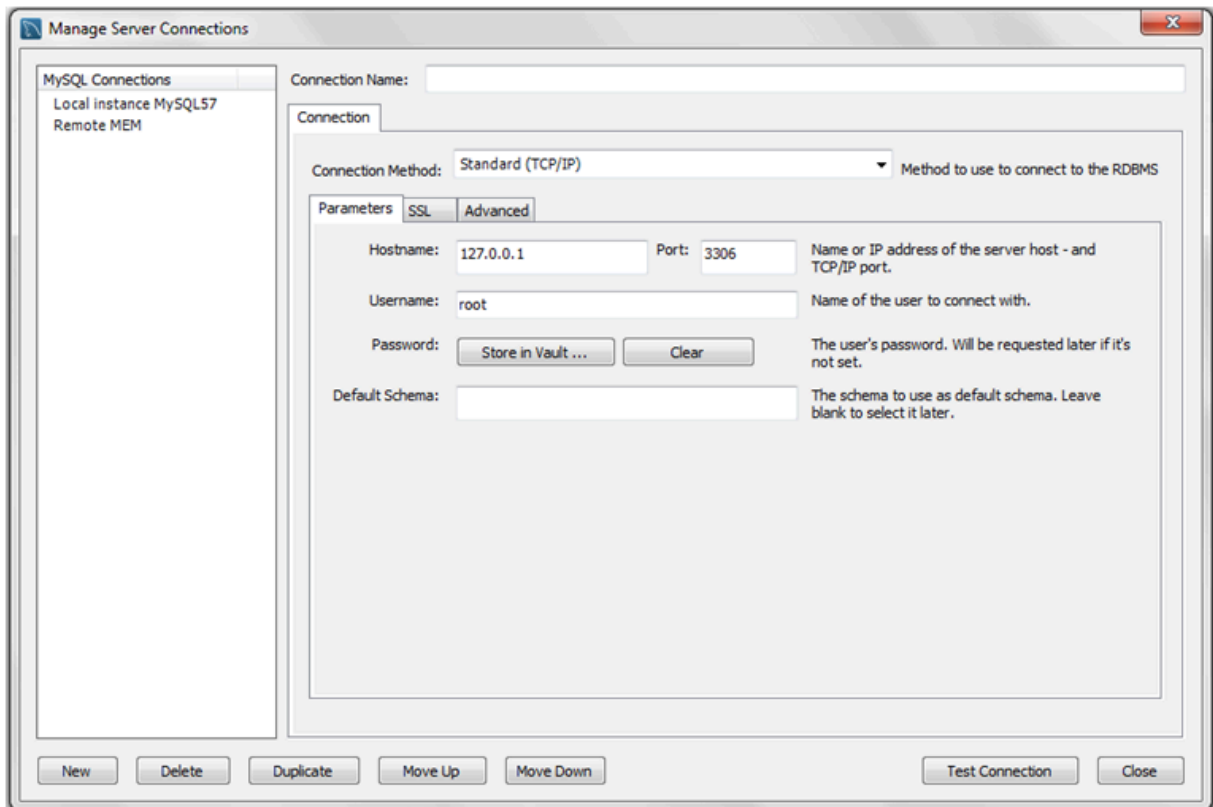 Manage Server Connections
MySQL Connections
Local instance MySQL57
Remote MEM
Connection Name:
Connection
Connection Method: Standard (TCP/IP) Method to use to connect to the RDBMS
Parameters SSL Advanced
Hostname: 127.0.0.1 Port: 3306 Name or IP address of the server host - and
TCP/IP port.
Username: root Name of the user to connect with.
Password: Store in Vault ... Clear The user's password. Will be requested later if it's
not set.
Default Schema: The schema to use as default schema. Leave
blank to select it later.
New Delete Duplicate Move Up Move Down Test Connection Close